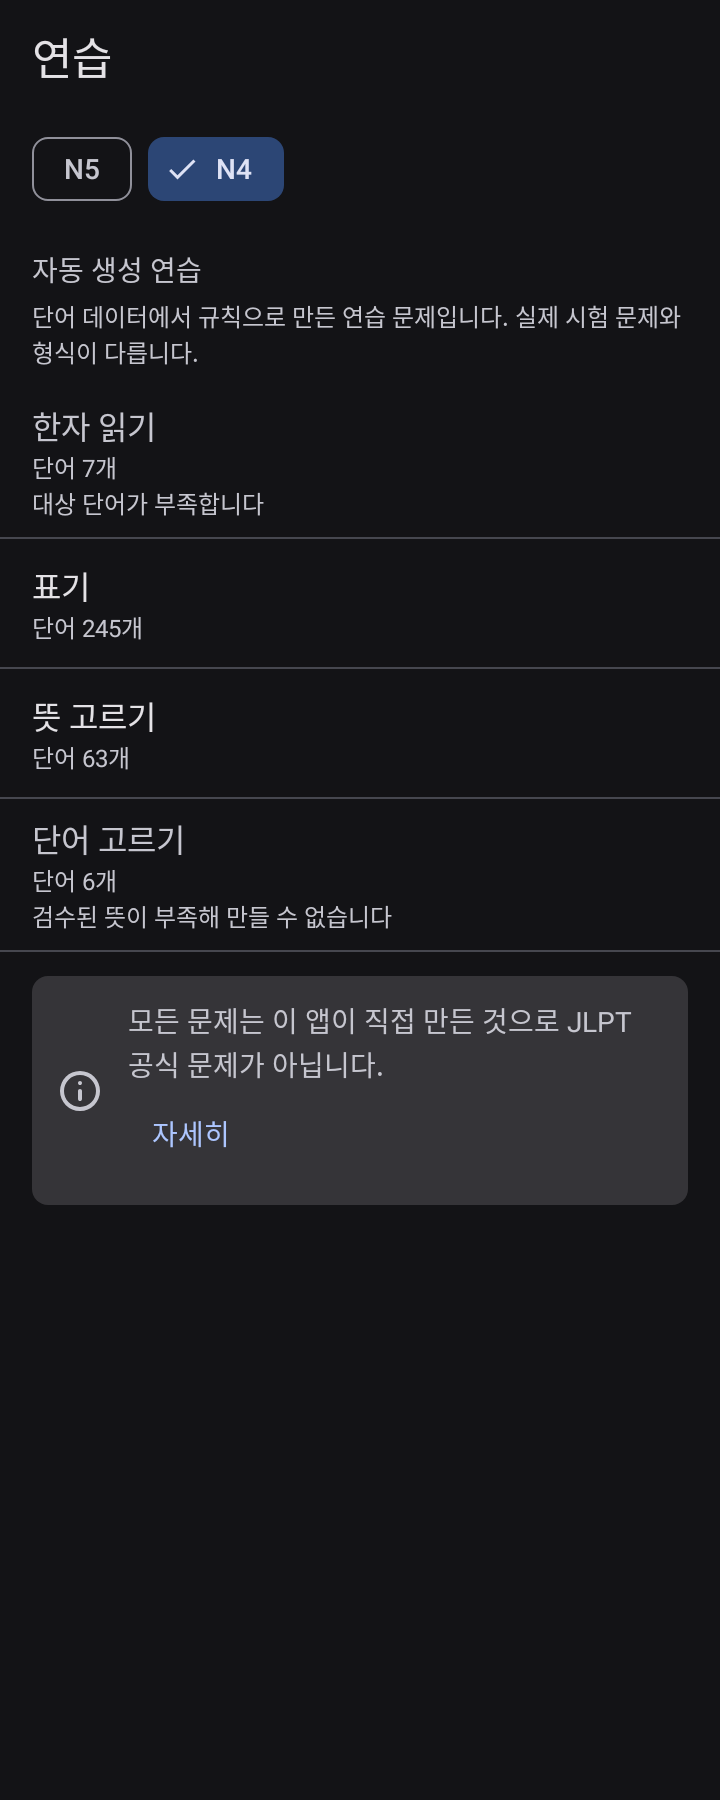 연습
N5
N4
자동 생성 연습
단어 데이터에서 규칙으로 만든 연습 문제입니다. 실제 시험 문제와
형식이 다릅니다.
한자 읽기
단어 7개
대상 단어가 부족합니다
표기
단어 245개
뜻 고르기
단어 63개
단어 고르기
단어 6개
검수된 뜻이 부족해 만들 수 없습니다
모든 문제는 이 앱이 직접 만든 것으로 JLPT
공식 문제가 아닙니다.
자세히